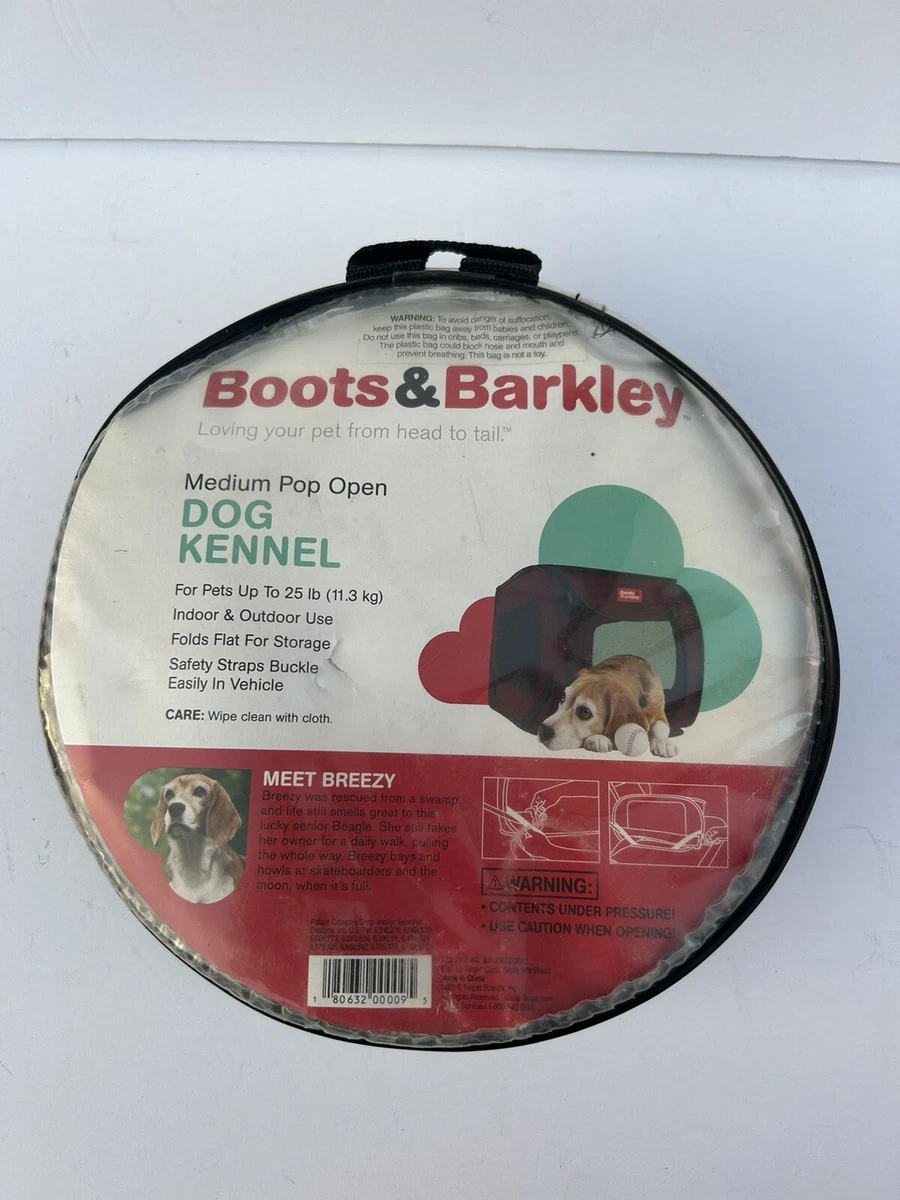 WARNING: To avoid danger of suffocation,
keep this plastic bag away from babies and children.
Do not use this bag in cribs, beds, carriages, or playpens.
The plastic bag could block nose and mouth and
prevent breathing. This bag is not a toy.
Boots&Barkley™
Loving your pet from head to tail.™
Medium Pop Open
DOG
KENNEL
For Pets Up To 25 lb (11.3 kg)
Indoor & Outdoor Use
Folds Flat For Storage
Safety Straps Buckle
Easily In Vehicle
CARE: Wipe clean with cloth.
Boots&
Barkley
MEET BREEZY
Breezy was rescued from a swamp,
and life still smells great to this
lucky senior Beagle. She still takes
her owner for a daily walk, pulling
the whole way. Breezy bays and
howls at skateboarders and the
moon, when it's full.
WARNING:
• CONTENTS UNDER PRESSURE!
• USE CAUTION WHEN OPENING!
Made in China
1 80632 00009 5